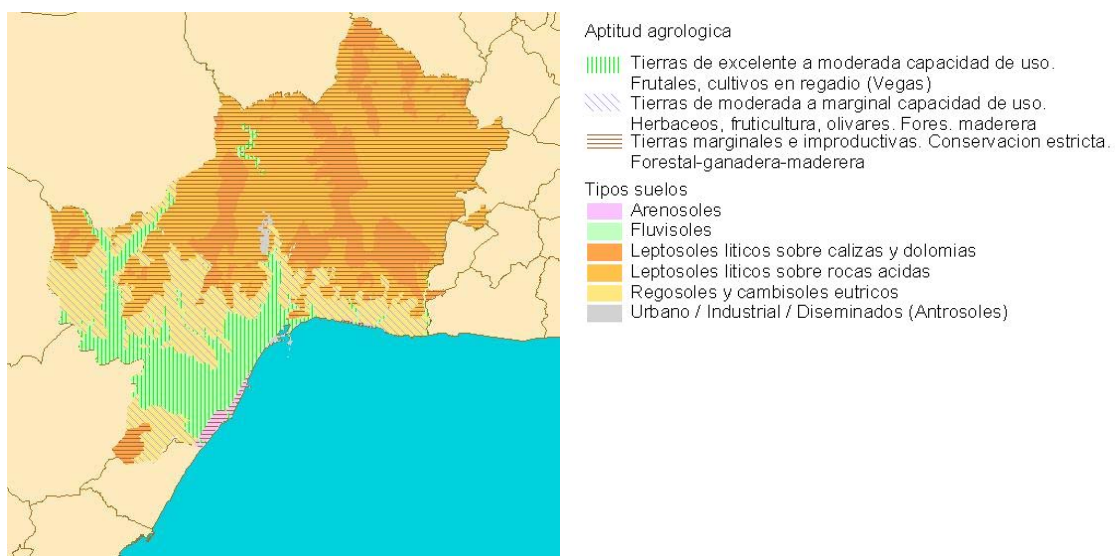 Aptitud agrologica
Tierras de excelente a moderada capacidad de uso.
Frutales, cultivos en regadio (Vegas)
Tierras de moderada a marginal capacidad de uso.
Herbaceos, fruticultura, olivares. Fores. maderera
Tierras marginales e improductivas. Conservacion estricta.
Forestal-ganadera-maderera
Tipos suelos
Arenosoles
Fluvisoles
Leptosoles liticos sobre calizas y dolomias
Leptosoles liticos sobre rocas acidas
Regosoles y cambisoles eutricos
Urbano / Industrial / Diseminados (Antrosoles)